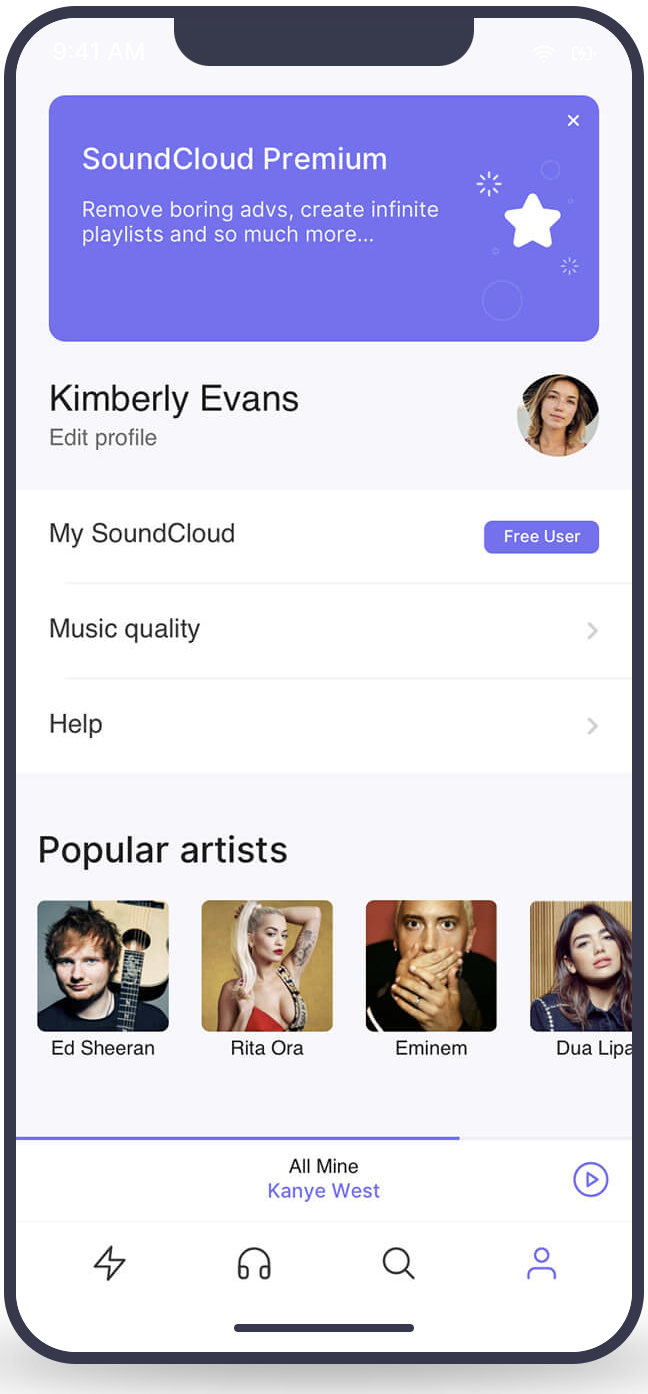 9:41 AM
SoundCloud Premium
Remove boring advs, create infinite
playlists and so much more...
Kimberly Evans
Edit profile
My SoundCloud
Free User
Music quality
Help
Popular artists
Ed Sheeran
Rita Ora
Eminem
Dua Lipa
All Mine
Kanye West